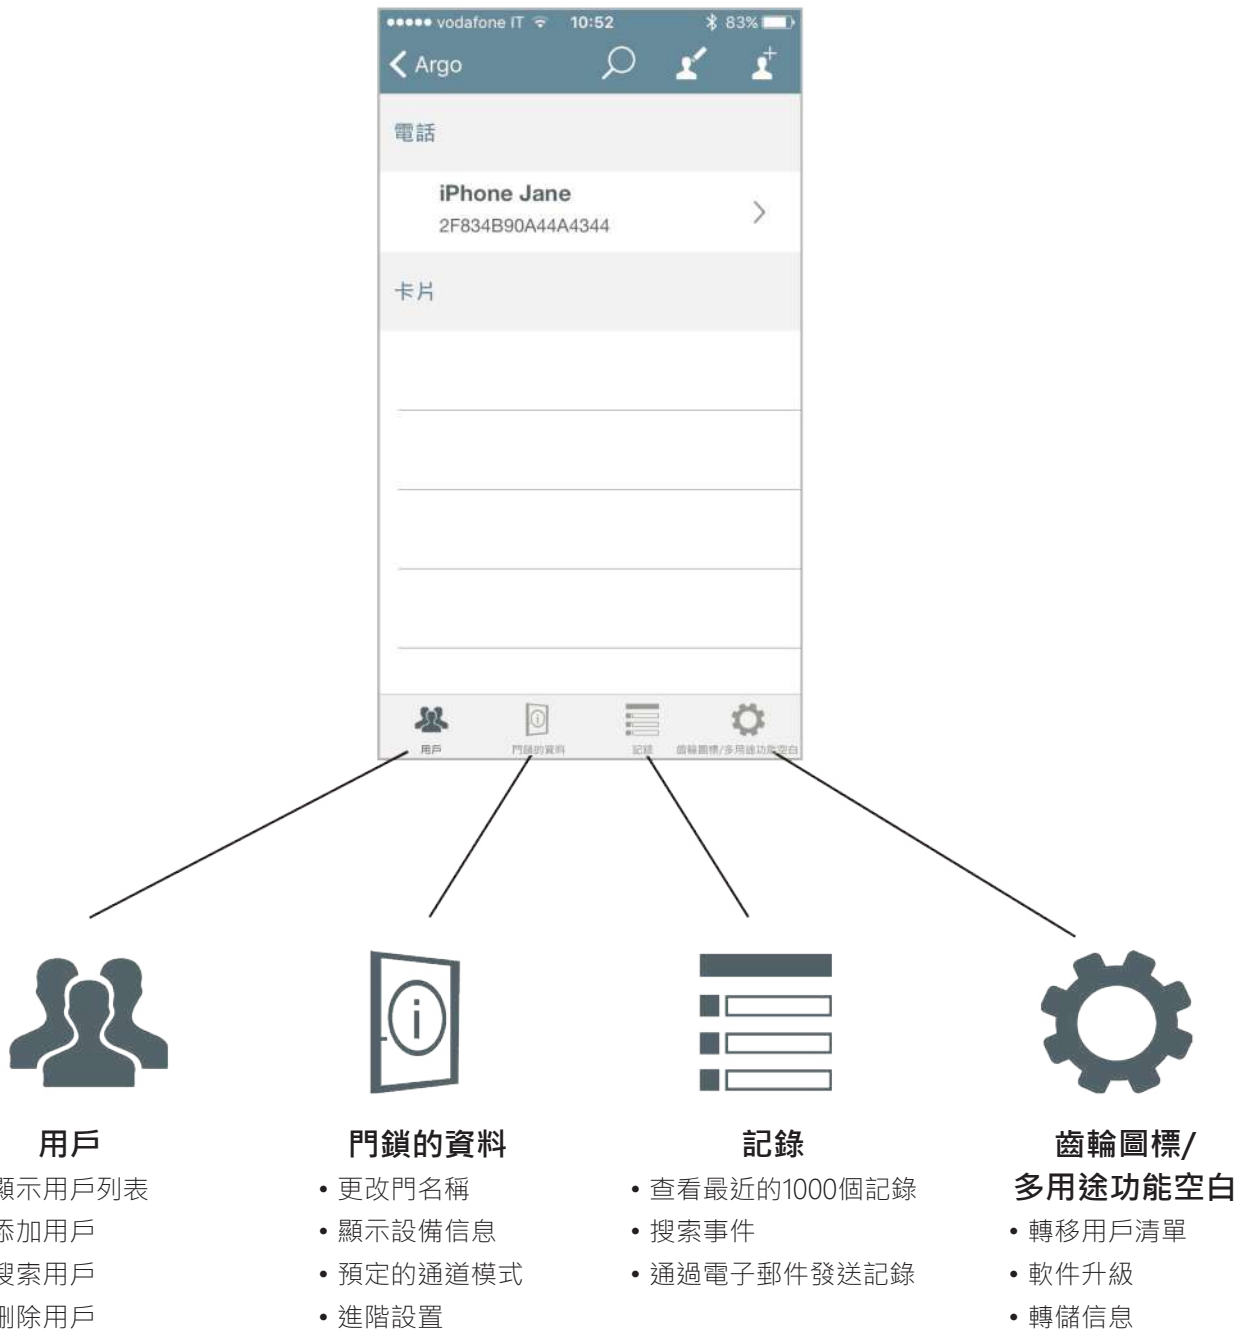 ●●●●● vodafone IT 10:52 83%
Argo
電話
iPhone Jane
2F834B90A44A4344
卡片
用戶 門鎖的資料 記錄 齒輪圖標/多用途功能空白
用戶
顯示用戶列表
添加用戶
搜索用戶
刪除用戶
門鎖的資料
• 更改門名稱
• 顯示設備信息
• 預定的通道模式
• 進階設置
記錄
• 查看最近的1000個記錄
• 搜索事件
• 通過電子郵件發送記錄
齒輪圖標/
多用途功能空白
• 轉移用戶清單
• 軟件升級
• 轉儲信息